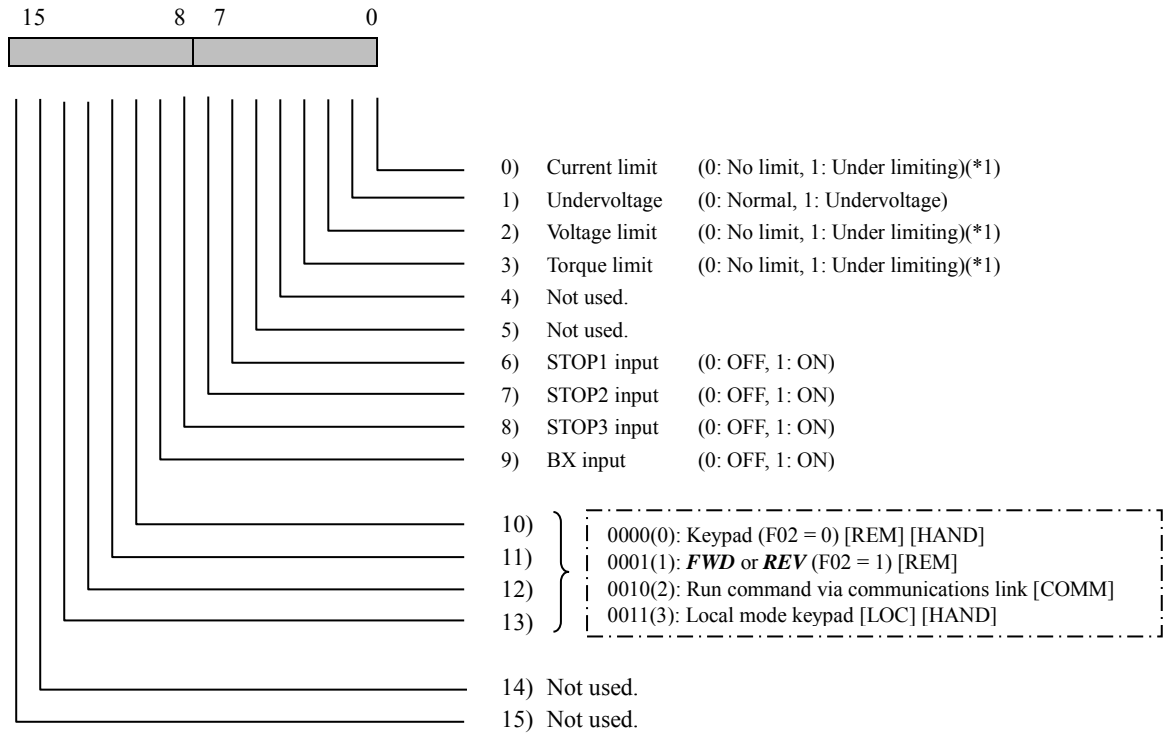 15 8 7 0
0) Current limit (0: No limit, 1: Under limiting)(*1)
1) Undervoltage (0: Normal, 1: Undervoltage)
2) Voltage limit (0: No limit, 1: Under limiting)(*1)
3) Torque limit (0: No limit, 1: Under limiting)(*1)
4) Not used.
5) Not used.
6) STOP1 input (0: OFF, 1: ON)
7) STOP2 input (0: OFF, 1: ON)
8) STOP3 input (0: OFF, 1: ON)
9) BX input (0: OFF, 1: ON)
10)
11)
12)
13)
0000(0): Keypad (F02 = 0) [REM] [HAND]
0001(1): FWD or REV (F02 = 1) [REM]
0010(2): Run command via communications link [COMM]
0011(3): Local mode keypad [LOC] [HAND]
14) Not used.
15) Not used.